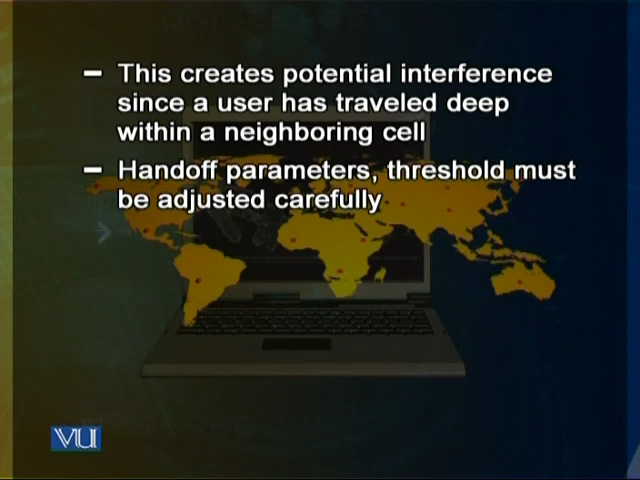 – This creates potential interference
since a user has traveled deep
within a neighboring cell
– Handoff parameters, threshold must
be adjusted carefully
VU